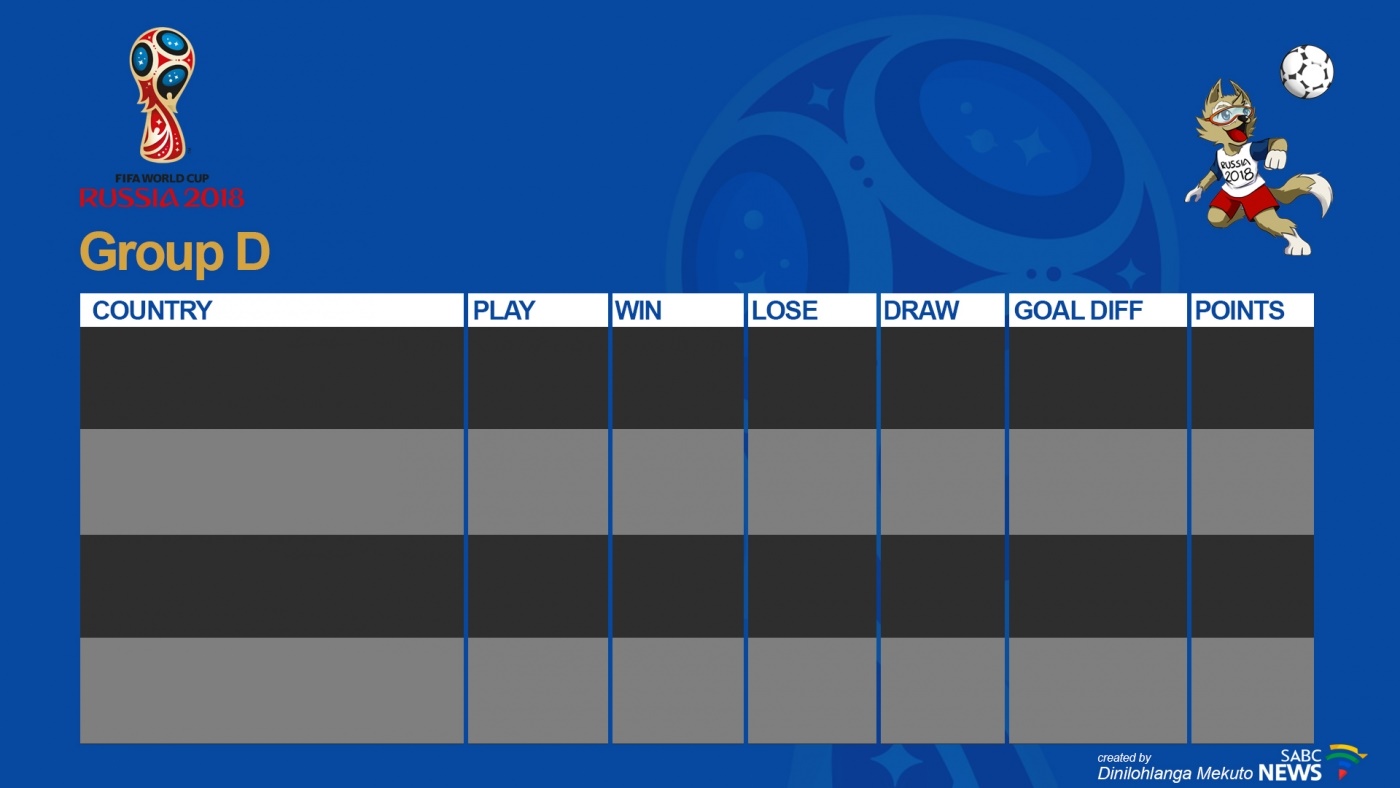 FIFA WORLD CUP
RUSSIA 2018
RUSSIA
2018
Group D
COUNTRY PLAY WIN LOSE DRAW GOAL DIFF POINTS
created by
Dinilohlanga Mekuto
SABC
NEWS